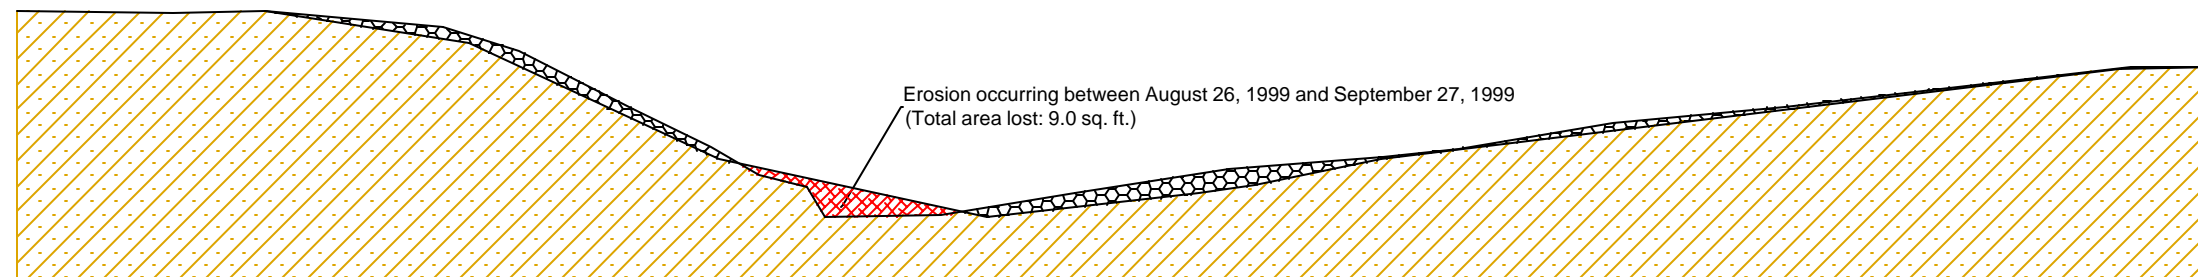 Erosion occurring between August 26, 1999 and September 27, 1999
(Total area lost: 9.0 sq. ft.)